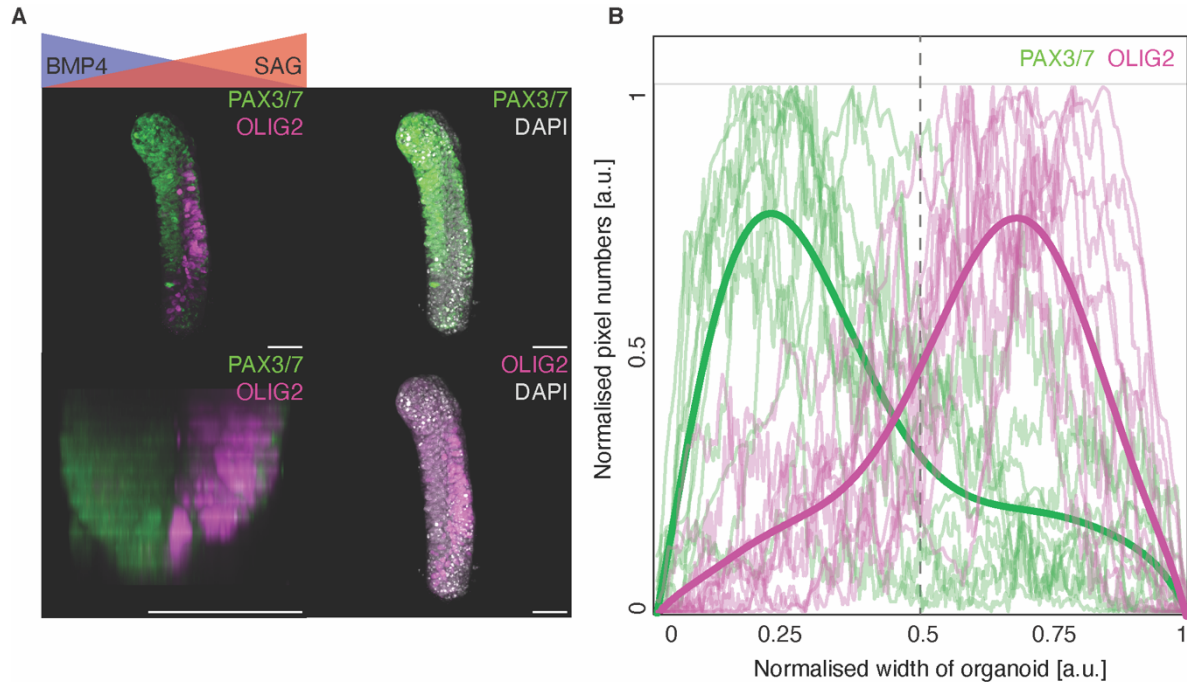 A
BMP4 SAG
PAX3/7
OLIG2
PAX3/7
DAPI
PAX3/7
OLIG2
OLIG2
DAPI
B
PAX3/7 OLIG2
Normalised pixel numbers [a.u.]
1
0.5
0
0 0.25 0.5 0.75 1
Normalised width of organoid [a.u.]